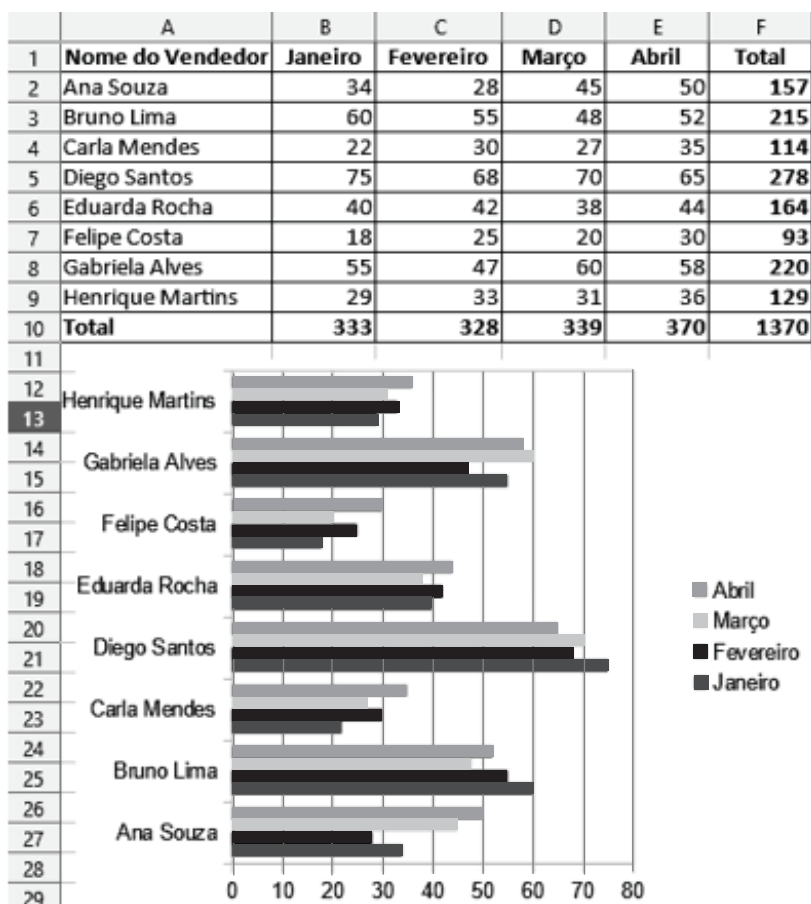 A B C D E F
1 Nome do Vendedor Janeiro Fevereiro Março Abril Total
2 Ana Souza 34 28 45 50 157
3 Bruno Lima 60 55 48 52 215
4 Carla Mendes 22 30 27 35 114
5 Diego Santos 75 68 70 65 278
6 Eduarda Rocha 40 42 38 44 164
7 Felipe Costa 18 25 20 30 93
8 Gabriela Alves 55 47 60 58 220
9 Henrique Martins 29 33 31 36 129
10 Total 333 328 339 370 1370
11
12
13 Henrique Martins
14
15 Gabriela Alves
16
17 Felipe Costa
18
19 Eduarda Rocha
Abril
20
Março
21 Diego Santos
Fevereiro
22
Janeiro
23 Carla Mendes
24
25 Bruno Lima
26
27 Ana Souza
28
29 0 10 20 30 40 50 60 70 80